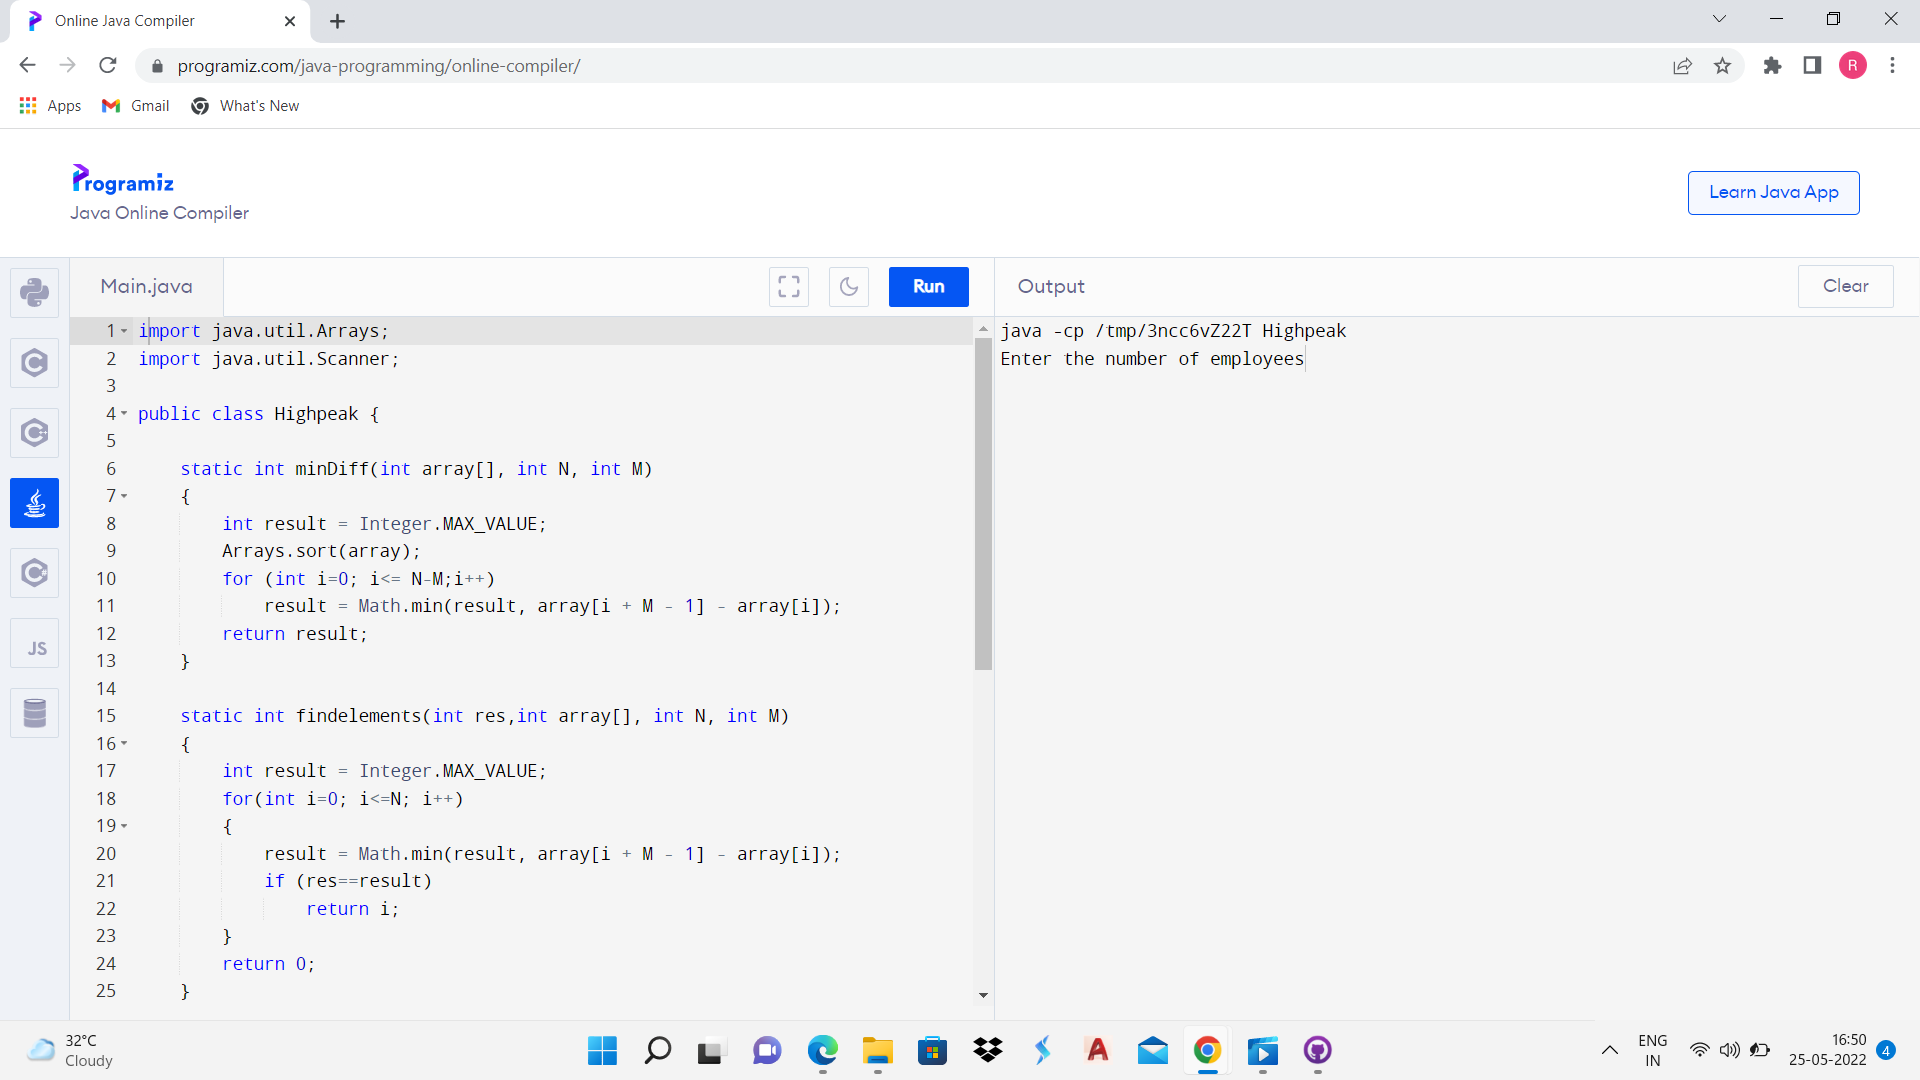 Online Java Compiler
programiz.com/java-programming/online-compiler/
R
Apps
Gmail
What's New
Programiz
Java Online Compiler
Learn Java App
Main.java
Run
Output
Clear
1 import java.util.Arrays;
2 import java.util.Scanner;
3
4 public class Highpeak {
5
6 static int minDiff(int array[], int N, int M)
7 {
8 int result = Integer.MAX_VALUE;
9 Arrays.sort(array);
10 for (int i=0; i<= N-M;i++)
11 result = Math.min(result, array[i + M - 1] - array[i]);
12 return result;
13 }
14
15 static int findelements(int res,int array[], int N, int M)
16 {
17 int result = Integer.MAX_VALUE;
18 for(int i=0; i<=N; i++)
19 {
20 result = Math.min(result, array[i + M - 1] - array[i]);
21 if (res==result)
22 return i;
23 }
24 return 0;
25 }
java -cp /tmp/3ncc6vZ22T Highpeak
Enter the number of employees
C
C++
C#
JS
32°C
Cloudy
ENG
IN
16:50
25-05-2022
4